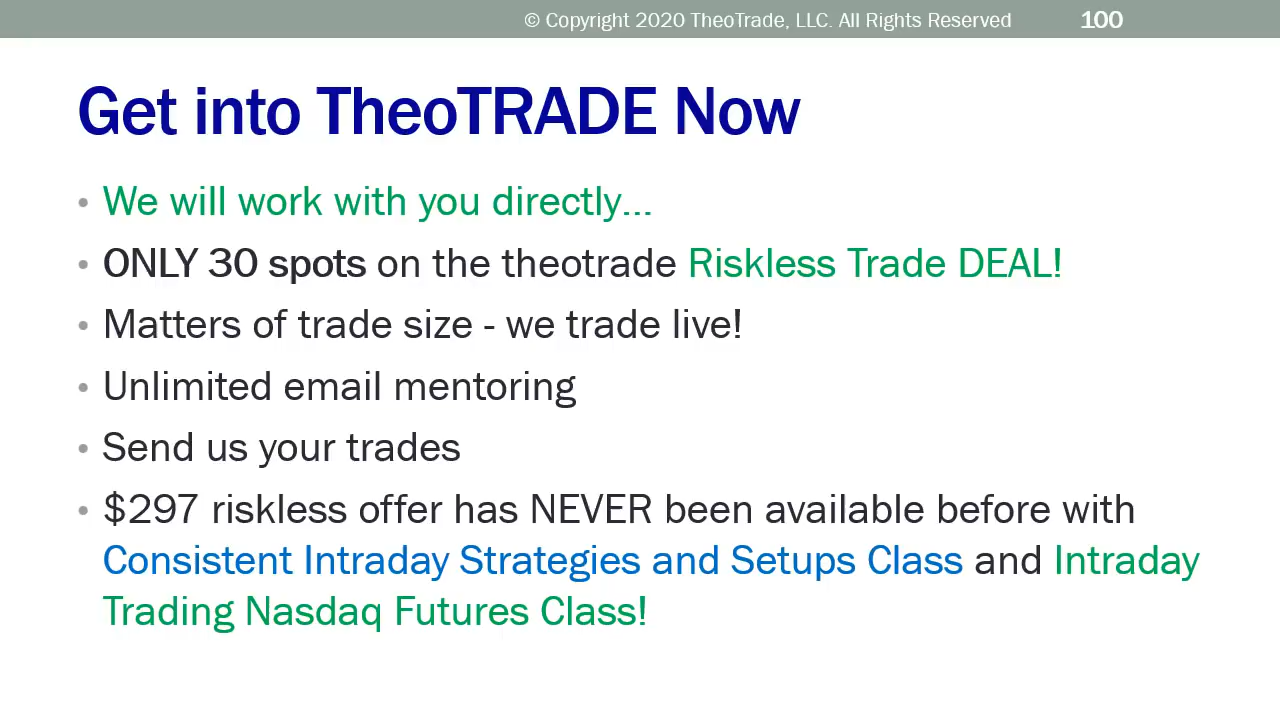 © Copyright 2020 TheoTrade, LLC. All Rights Reserved 100
Get into TheoTRADE Now
• We will work with you directly...
• ONLY 30 spots on the theotrade Riskless Trade DEAL!
• Matters of trade size - we trade live!
• Unlimited email mentoring
• Send us your trades
• $297 riskless offer has NEVER been available before with
Consistent Intraday Strategies and Setups Class and Intraday
Trading Nasdaq Futures Class!